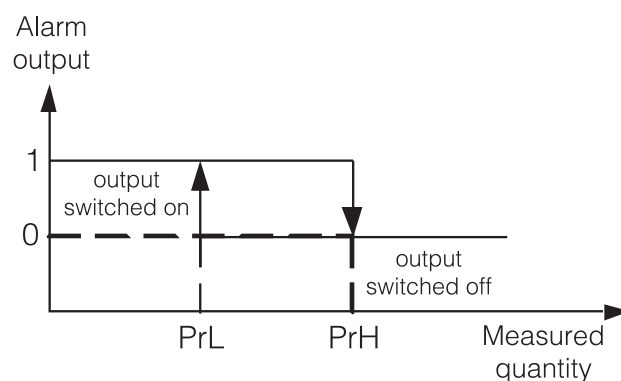 Alarm
output
1
output
switched on
0
output
switched off
PrL
PrH
Measured
quantity